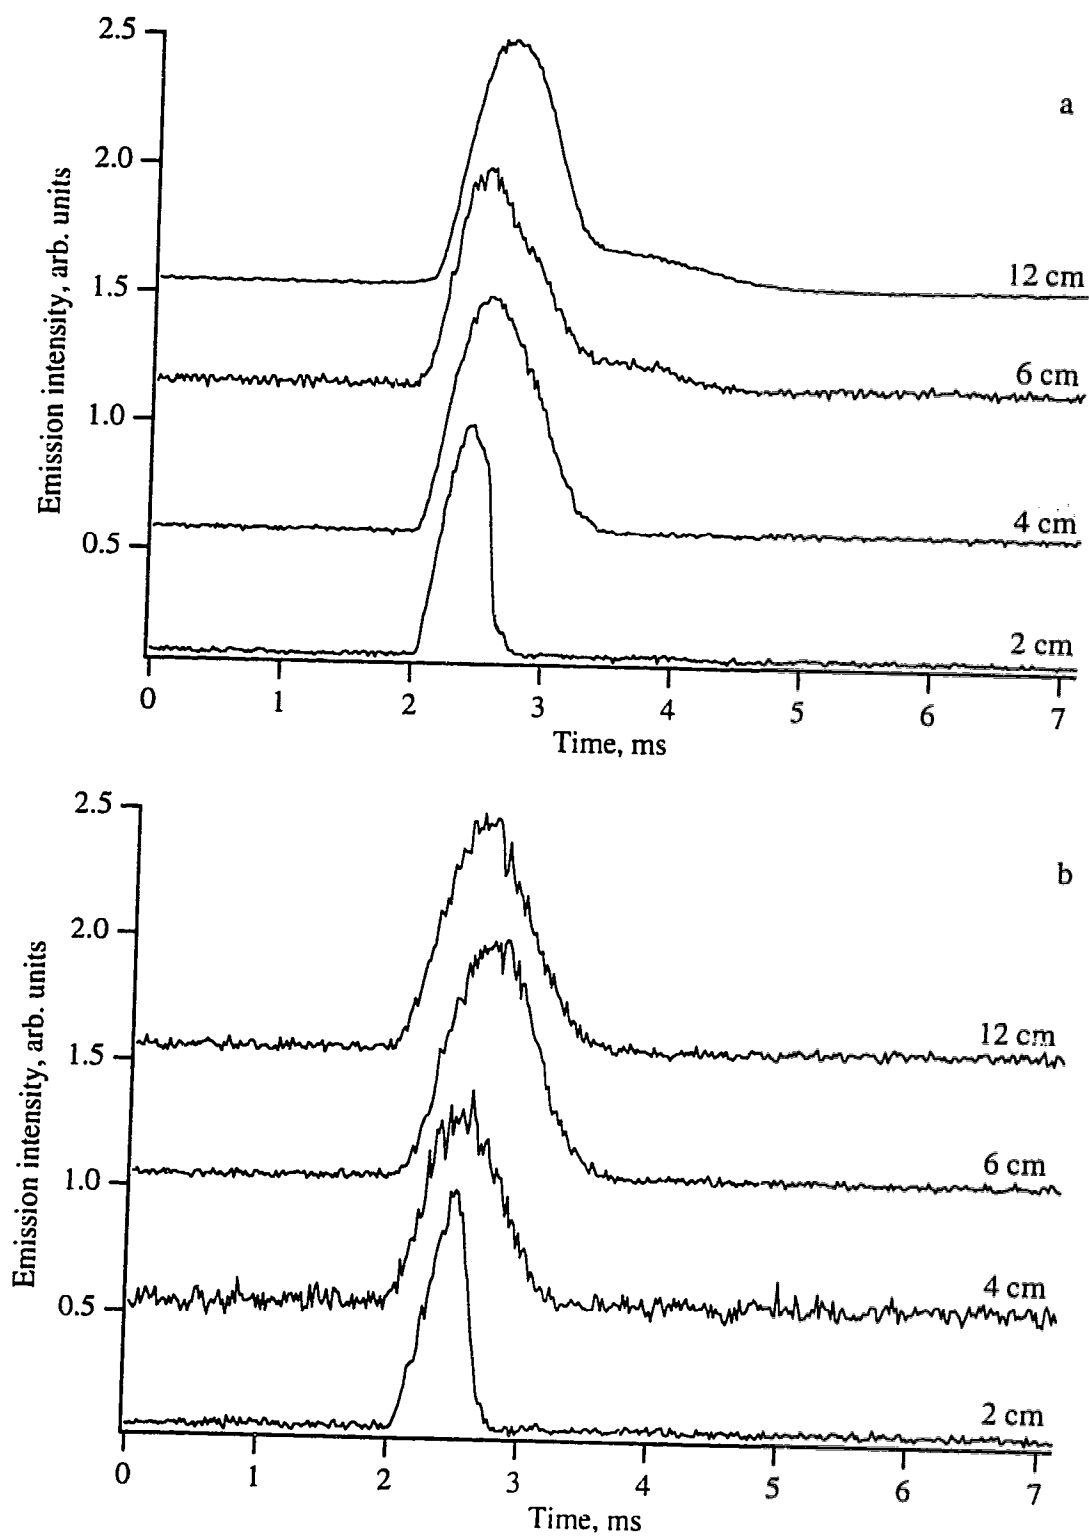 2.5
a
2.0
Emission intensity, arb. units
12 cm
1.5
6 cm
1.0
4 cm
0.5
2 cm
0 1 2 3 4 5 6 7
Time, ms
2.5
b
2.0
Emission intensity, arb. units
12 cm
1.5
6 cm
1.0
4 cm
0.5
2 cm
0 1 2 3 4 5 6 7
Time, ms